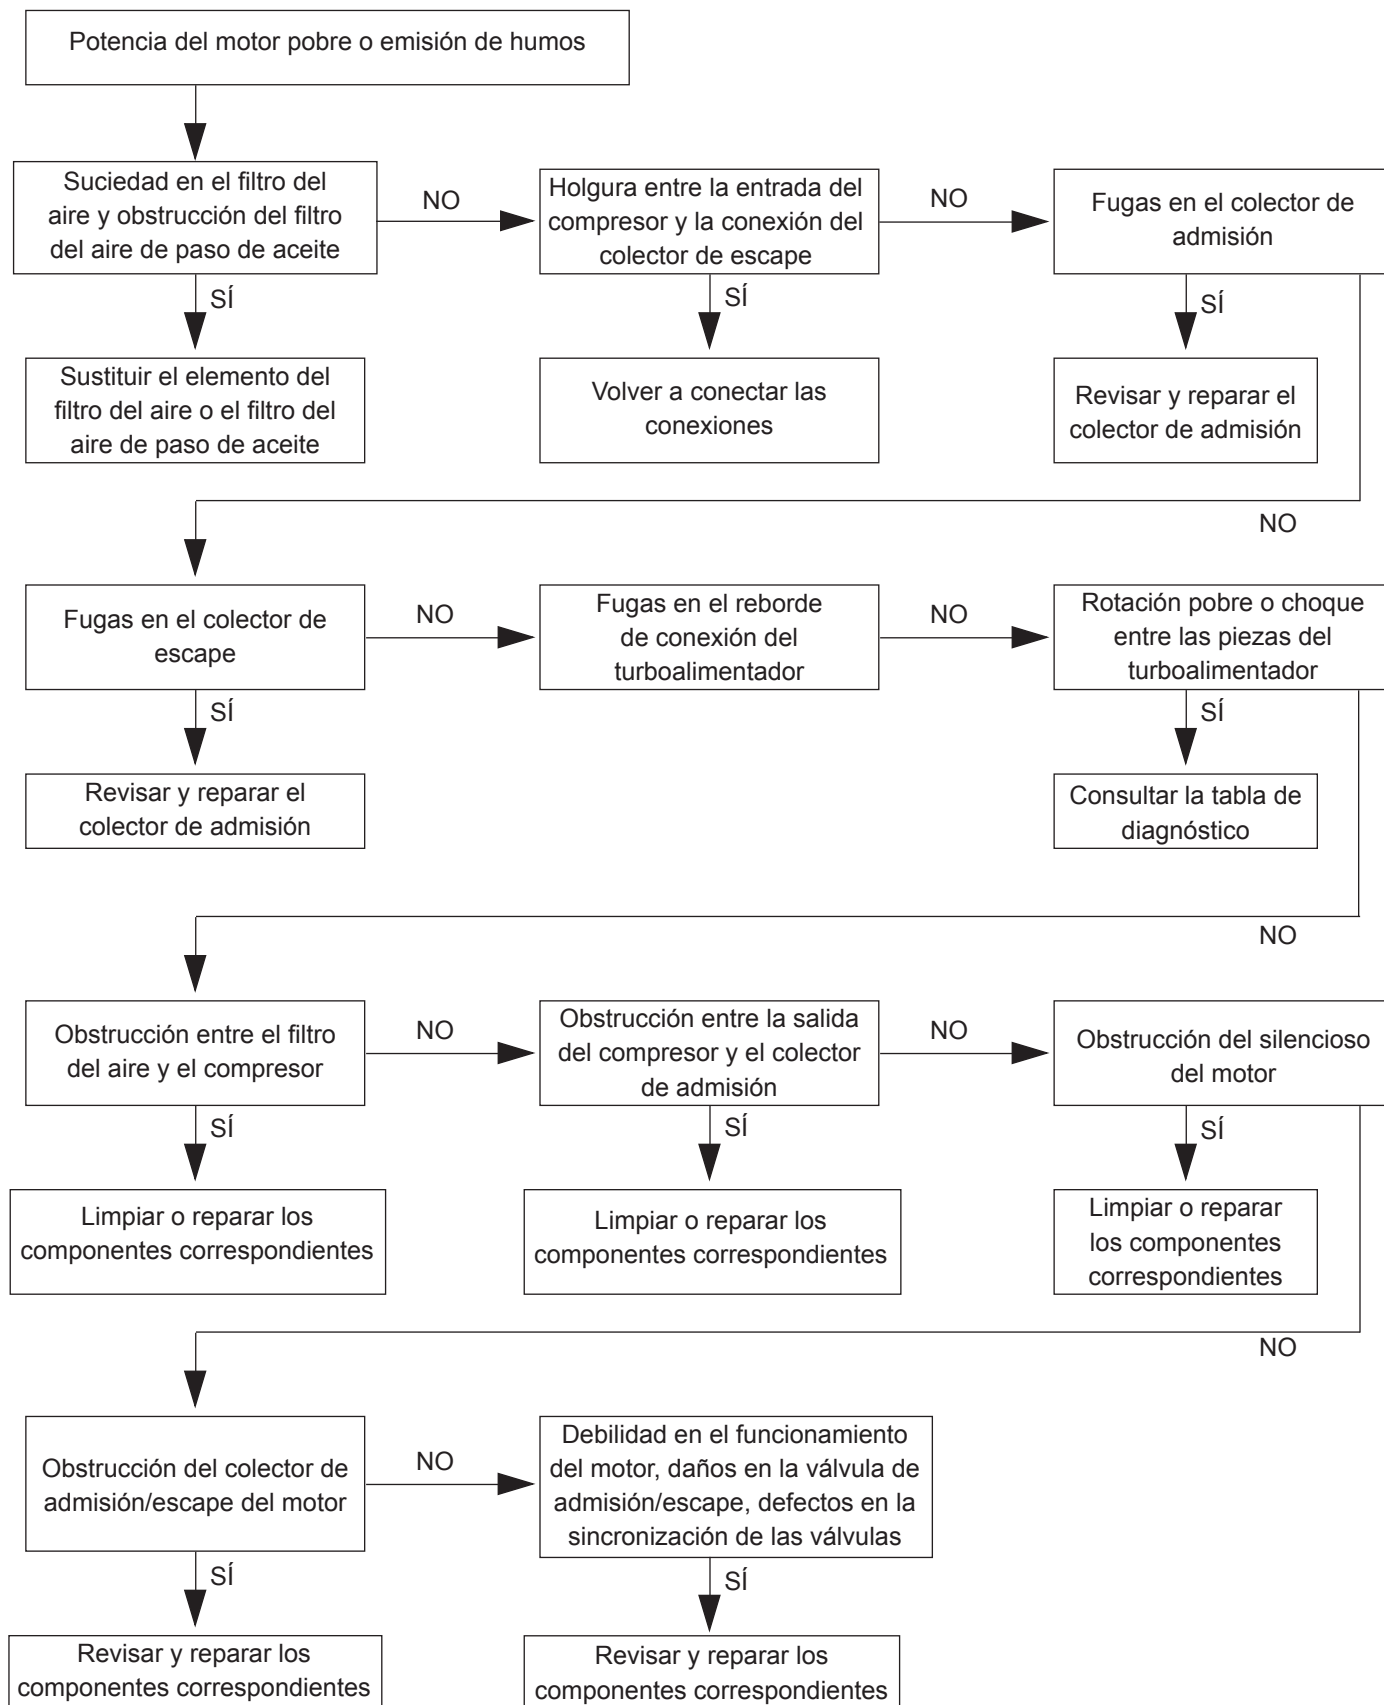 Potencia del motor pobre o emisión de humos
Suciedad en el filtro del
aire y obstrucción del filtro
del aire de paso de aceite
NO
Holgura entre la entrada del
compresor y la conexión del
colector de escape
NO
Fugas en el colector de
admisión
SÍ
SÍ
SÍ
Sustituir el elemento del
filtro del aire o el filtro del
aire de paso de aceite
Volver a conectar las
conexiones
Revisar y reparar el
colector de admisión
NO
Fugas en el colector de
escape
NO
Fugas en el reborde
de conexión del
turboalimentador
NO
Rotación pobre o choque
entre las piezas del
turboalimentador
SÍ
SÍ
Revisar y reparar el
colector de admisión
Consultar la tabla de
diagnóstico
NO
Obstrucción entre el filtro
del aire y el compresor
NO
Obstrucción entre la salida
del compresor y el colector
de admisión
NO
Obstrucción del silencioso
del motor
SÍ
SÍ
SÍ
Limpiar o reparar los
componentes correspondientes
Limpiar o reparar los
componentes correspondientes
Limpiar o reparar
los componentes
correspondientes
NO
Obstrucción del colector de
admisión/escape del motor
NO
Debilidad en el funcionamiento
del motor, daños en la válvula de
admisión/escape, defectos en la
sincronización de las válvulas
SÍ
SÍ
Revisar y reparar los
componentes correspondientes
Revisar y reparar los
componentes correspondientes